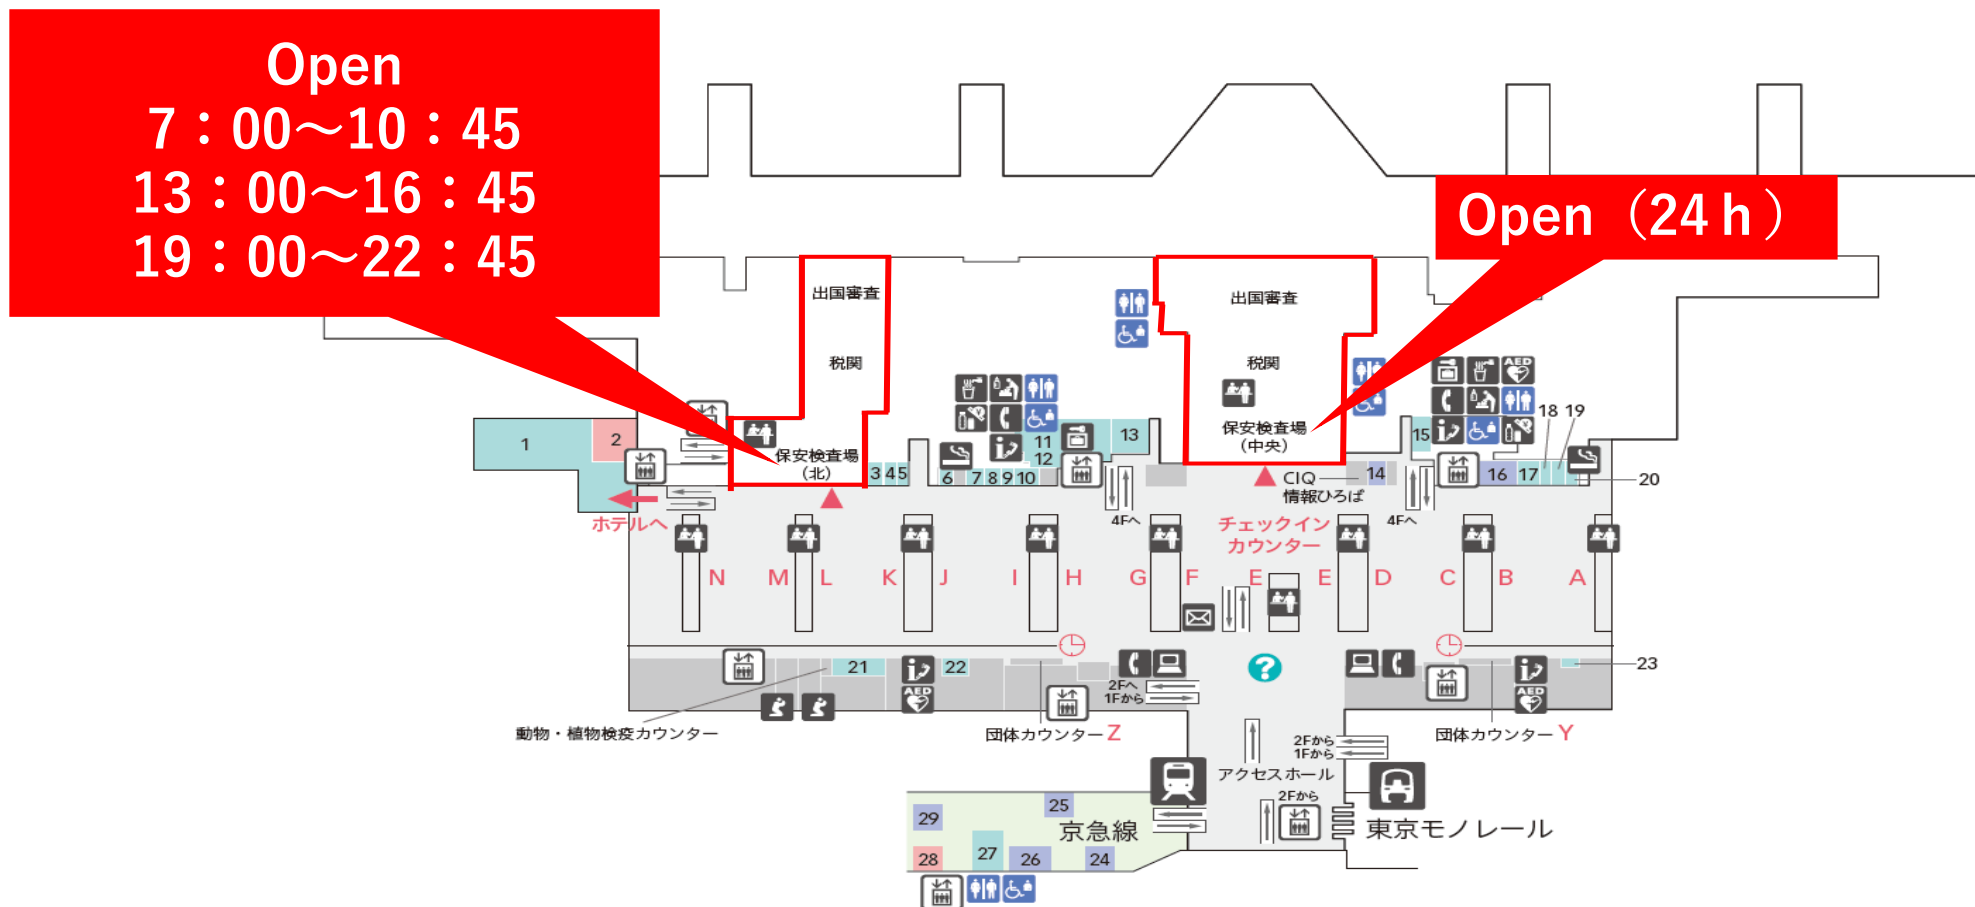 Open
7：00～10：45
13：00～16：45
19：00～22：45
Open（24ｈ）
出国審査
税関
保安検査場
（北）
出国審査
税関
保安検査場
（中央）
1
2
3
4
5
6
7
8
9
10
11
12
13
14
15
16
17
18
19
20
AED
CIQ
情報ひろば
ホテルへ
4Fへ
チェックイン
カウンター
4Fへ
N
M
L
K
J
I
H
G
F
E
E
D
C
B
A
21
22
23
AED
AED
?
2Fへ
1Fから
動物・植物検疫カウンター
団体カウンター Z
団体カウンター Y
2Fから
1Fから
アクセスホール
2Fから
京急線
東京モノレール
29
25
28
27
26
24